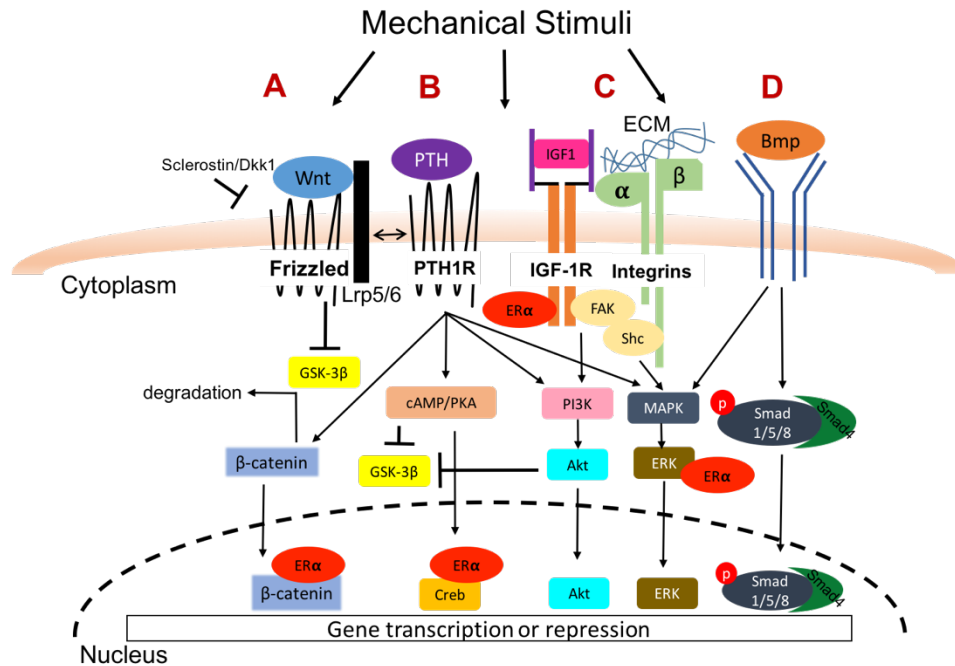 Mechanical Stimuli
A
B
C
D
ECM
Sclerostin/Dkk1
Wnt
PTH
IGF1
α
β
Bmp
Frizzled
PTH1R
IGF-1R
Integrins
Cytoplasm
Lrp5/6
ERα
FAK
Shc
GSK-3β
degradation
cAMP/PKA
PI3K
MAPK
p
Smad
1/5/8
Smad4
β-catenin
GSK-3β
Akt
ERK
ERα
ERα
β-catenin
ERα
Creb
Akt
ERK
p
Smad
1/5/8
Smad4
Gene transcription or repression
Nucleus